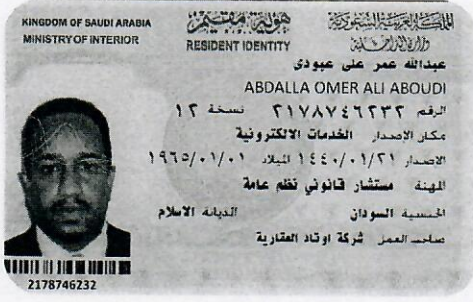 KINGDOM OF SAUDI ARABIA
MINISTRY OF INTERIOR
هوية مقيم
RESIDENT IDENTITY
المملكة العربية السعودية
وزارة الداخلية
عبدالله عمر علي عبودى
ABDALLA OMER ALI ABOUDI
الرقم ٢١٧٨٧٤٦٢٣٢ نسخة ١٢
مكان الإصدار الخدمات الالكترونية
الاصدار ١٤٤٠/٠١/٢١ الميلاد ١٩٦٥/٠١/٠١
المهنة مستشار قانوني نظم عامة
الجنسية السودان الديانة الاسلام
صاحب العمل شركة اوتاد العقارية
2178746232